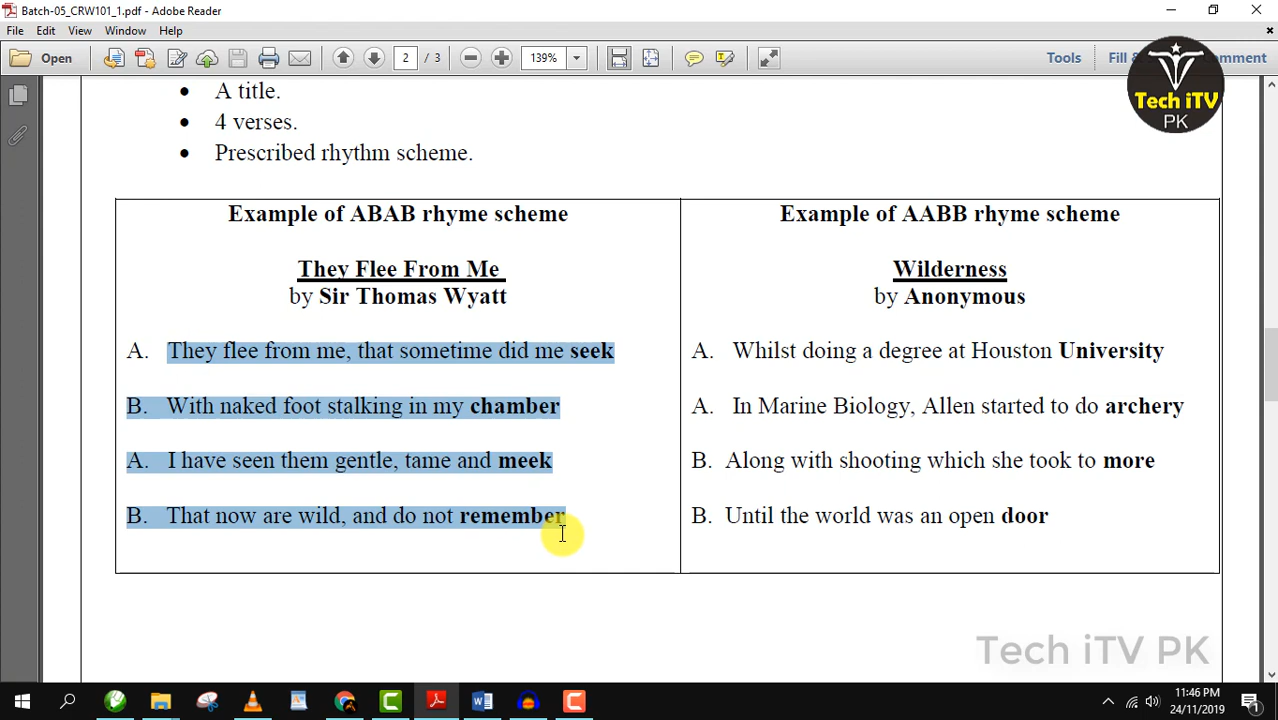 Batch-05_CRW101_1.pdf - Adobe Reader
File Edit View Window Help
Open 2 / 3 139% Tools Fill & Comment
Tech iTV
PK
• A title.
• 4 verses.
• Prescribed rhythm scheme.
Example of ABAB rhyme scheme
They Flee From Me
by Sir Thomas Wyatt
A. They flee from me, that sometime did me seek
B. With naked foot stalking in my chamber
A. I have seen them gentle, tame and meek
B. That now are wild, and do not remember
Example of AABB rhyme scheme
Wilderness
by Anonymous
A. Whilst doing a degree at Houston University
A. In Marine Biology, Allen started to do archery
B. Along with shooting which she took to more
B. Until the world was an open door
Tech iTV PK
11:46 PM
24/11/2019